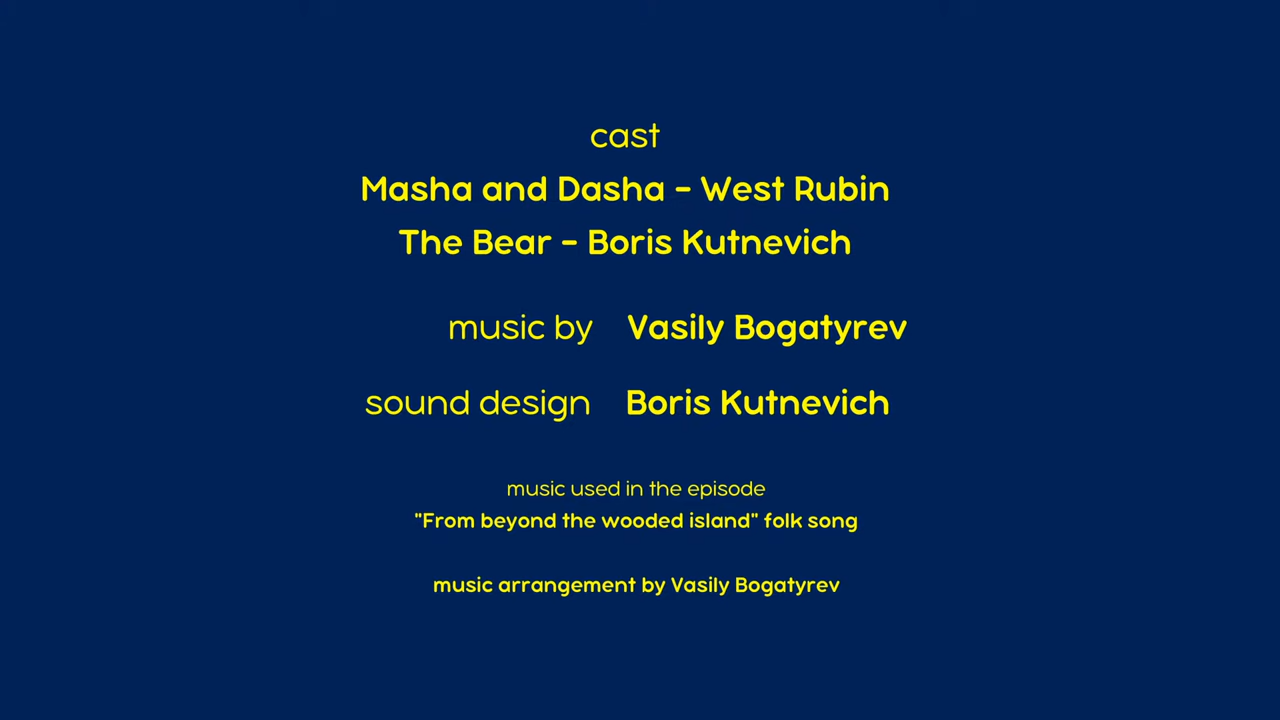 cast
Masha and Dasha - West Rubin
The Bear - Boris Kutnevich
music by Vasily Bogatyrev
sound design Boris Kutnevich
music used in the episode
"From beyond the wooded island" folk song
music arrangement by Vasily Bogatyrev